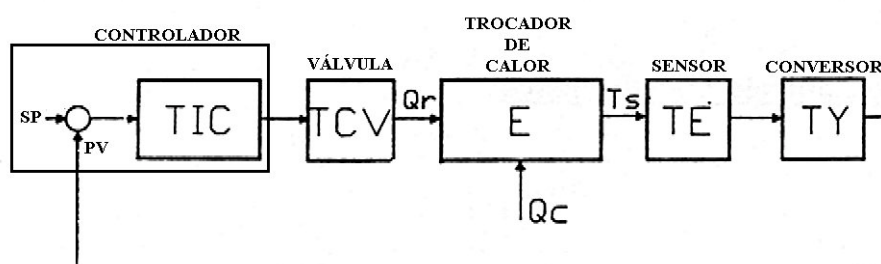 CONTROLADOR
SP
PV
TIC
VÁLVULA
TCV
Qr
TROCADOR
DE
CALOR
E
Qc
Ts
SENSOR
TE
CONVERSOR
TY